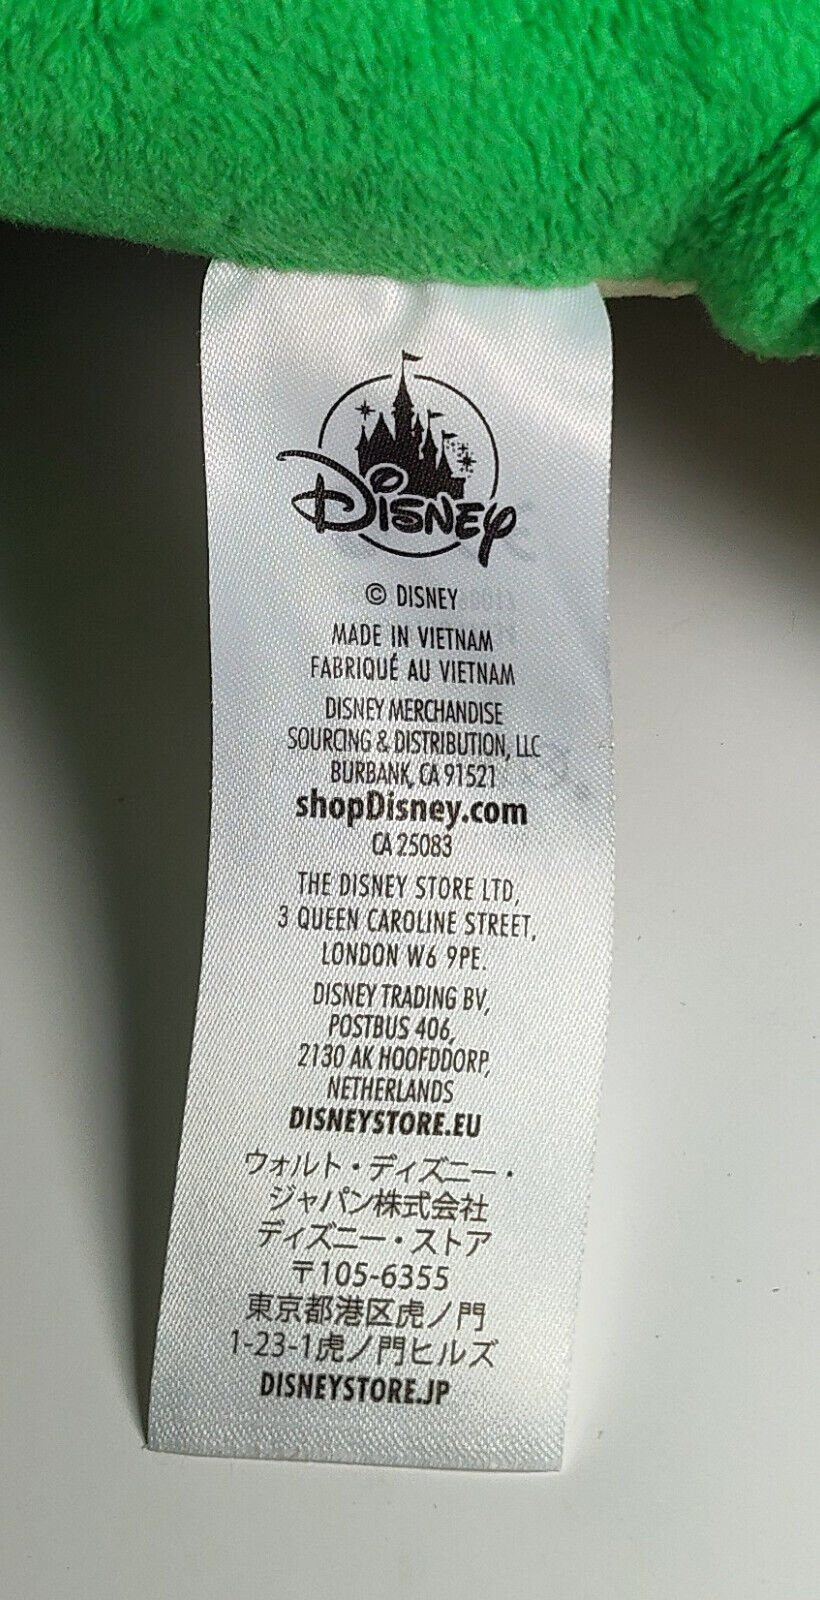 Disney
© DISNEY
MADE IN VIETNAM
FABRIQUÉ AU VIETNAM
DISNEY MERCHANDISE
SOURCING & DISTRIBUTION, LLC
BURBANK, CA 91521
shopDisney.com
CA 25083
THE DISNEY STORE LTD,
3 QUEEN CAROLINE STREET,
LONDON W6 9PE.
DISNEY TRADING BV,
POSTBUS 406,
2130 AK HOOFDDORP,
NETHERLANDS
DISNEYSTORE.EU
ウォルト・ディズニー・
ジャパン株式会社
ディズニー・ストア
〒105-6355
東京都港区虎ノ門
1-23-1虎ノ門ヒルズ
DISNEYSTORE.JP